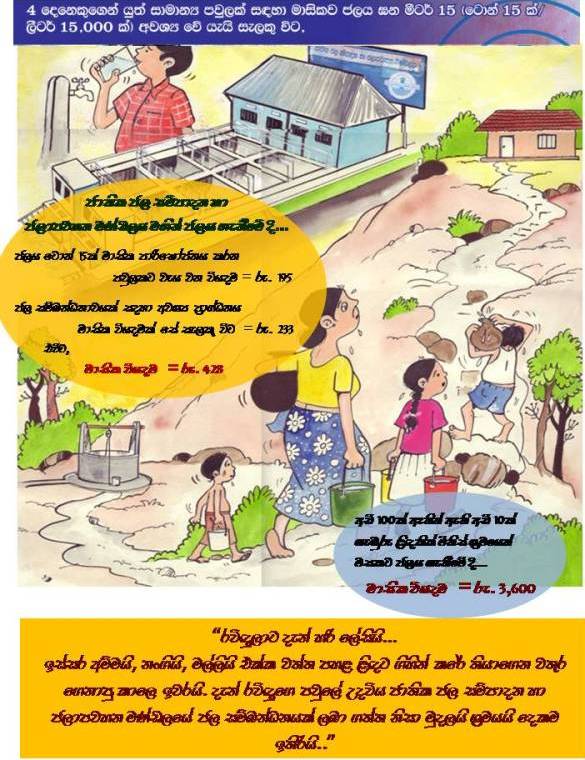 4 දෙනෙකුගෙන් යුත් සාමාන්‍ය පවුලක් සඳහා මාසිකව ජලය ඝන මීටර් 15 (ටොන් 15 ක්/
ලීටර් 15,000 ක්) අවශ්‍ය වේ යැයි සැලකූ විට,
ජාතික ජල සම්පාදන හා
ජලාපවහන මණ්ඩලය මගින් ජලය ගැනීමේ දී...
ජලය ටොන් 15ක් මාසික පාරිභෝජනය කරන
පවුලකට වැය වන වියදම = රු. 195
ජල සම්බන්ධතාවයක් සඳහා අවශ්‍ය ප්‍රාග්ධනය
මාසික වියදමක් සේ සැලකූ විට = රු. 233
එවිට,
මාසික වියදම = රු. 428
අඩි 100ක් ඈතින් ඇති අඩි 10ක්
ගැඹුරු ළිඳකින් මිනිස් ශ්‍රමයෙන්
ජලය ගැනීමේ දී....
මාසික වියදම = රු. 3,600
“රවිඳුලාට දැන් හරි ලේසියි...
ඉස්සර අම්මයි, නංගියි, මල්ලියි එක්ක වත්ත පහළ ළිඳට ගිහින් කරේ තියාගෙන වතුර
ගෙනාපු කාලෙ ඉවරයි. දැන් රවිඳුගෙ පවුලේ උදවිය ජාතික ජල සම්පාදන හා
ජලාපවහන මණ්ඩලයේ ජල සම්බන්ධනයක් ලබා ගත්ත නිසා මුදලයි ශ්‍රමයයි දෙකම
ඉතිරියි..”